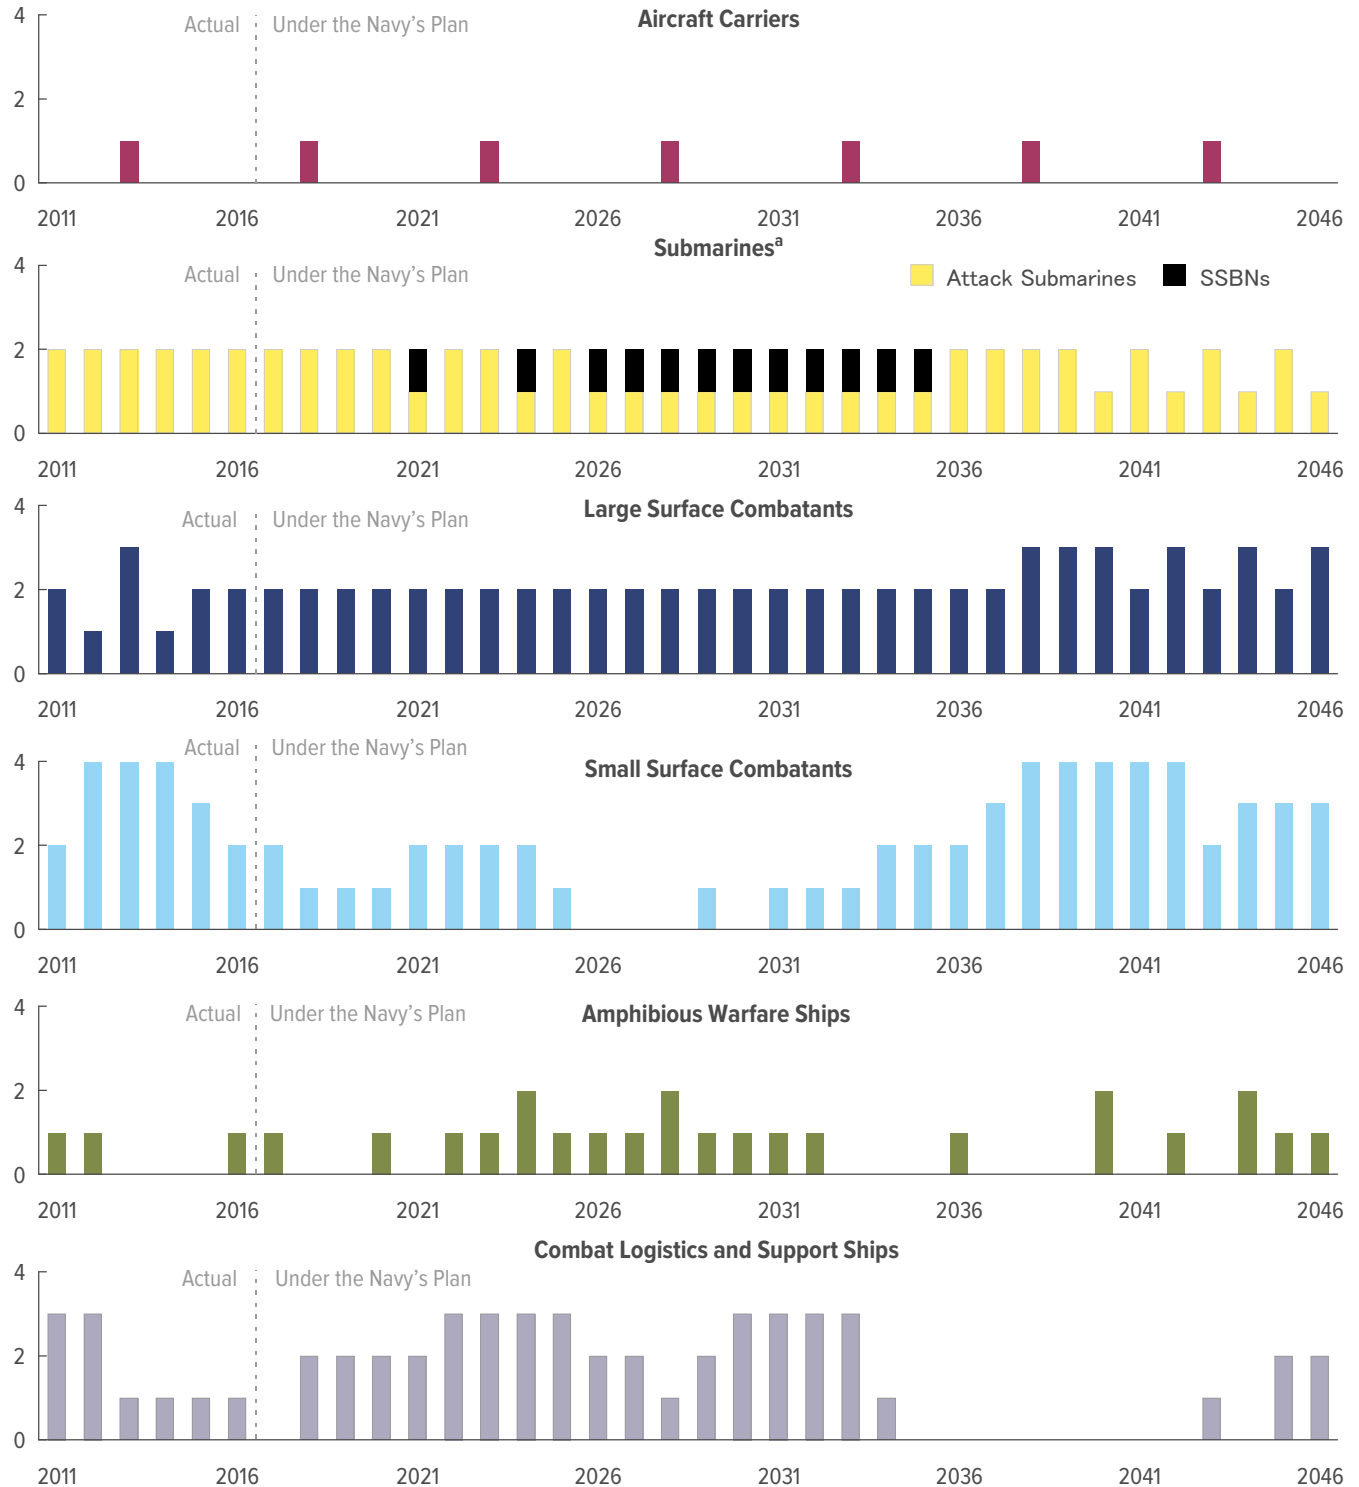 Aircraft Carriers
Actual Under the Navy's Plan
4
2
0
2011 2016 2021 2026 2031 2036 2041 2046
Submarinesᵃ
Actual Under the Navy's Plan
Attack Submarines SSBNs
4
2
0
2011 2016 2021 2026 2031 2036 2041 2046
Large Surface Combatants
Actual Under the Navy's Plan
4
2
0
2011 2016 2021 2026 2031 2036 2041 2046
Actual Under the Navy's Plan
Small Surface Combatants
4
2
0
2011 2016 2021 2026 2031 2036 2041 2046
Actual Under the Navy's Plan
Amphibious Warfare Ships
4
2
0
2011 2016 2021 2026 2031 2036 2041 2046
Combat Logistics and Support Ships
Actual Under the Navy's Plan
4
2
0
2011 2016 2021 2026 2031 2036 2041 2046